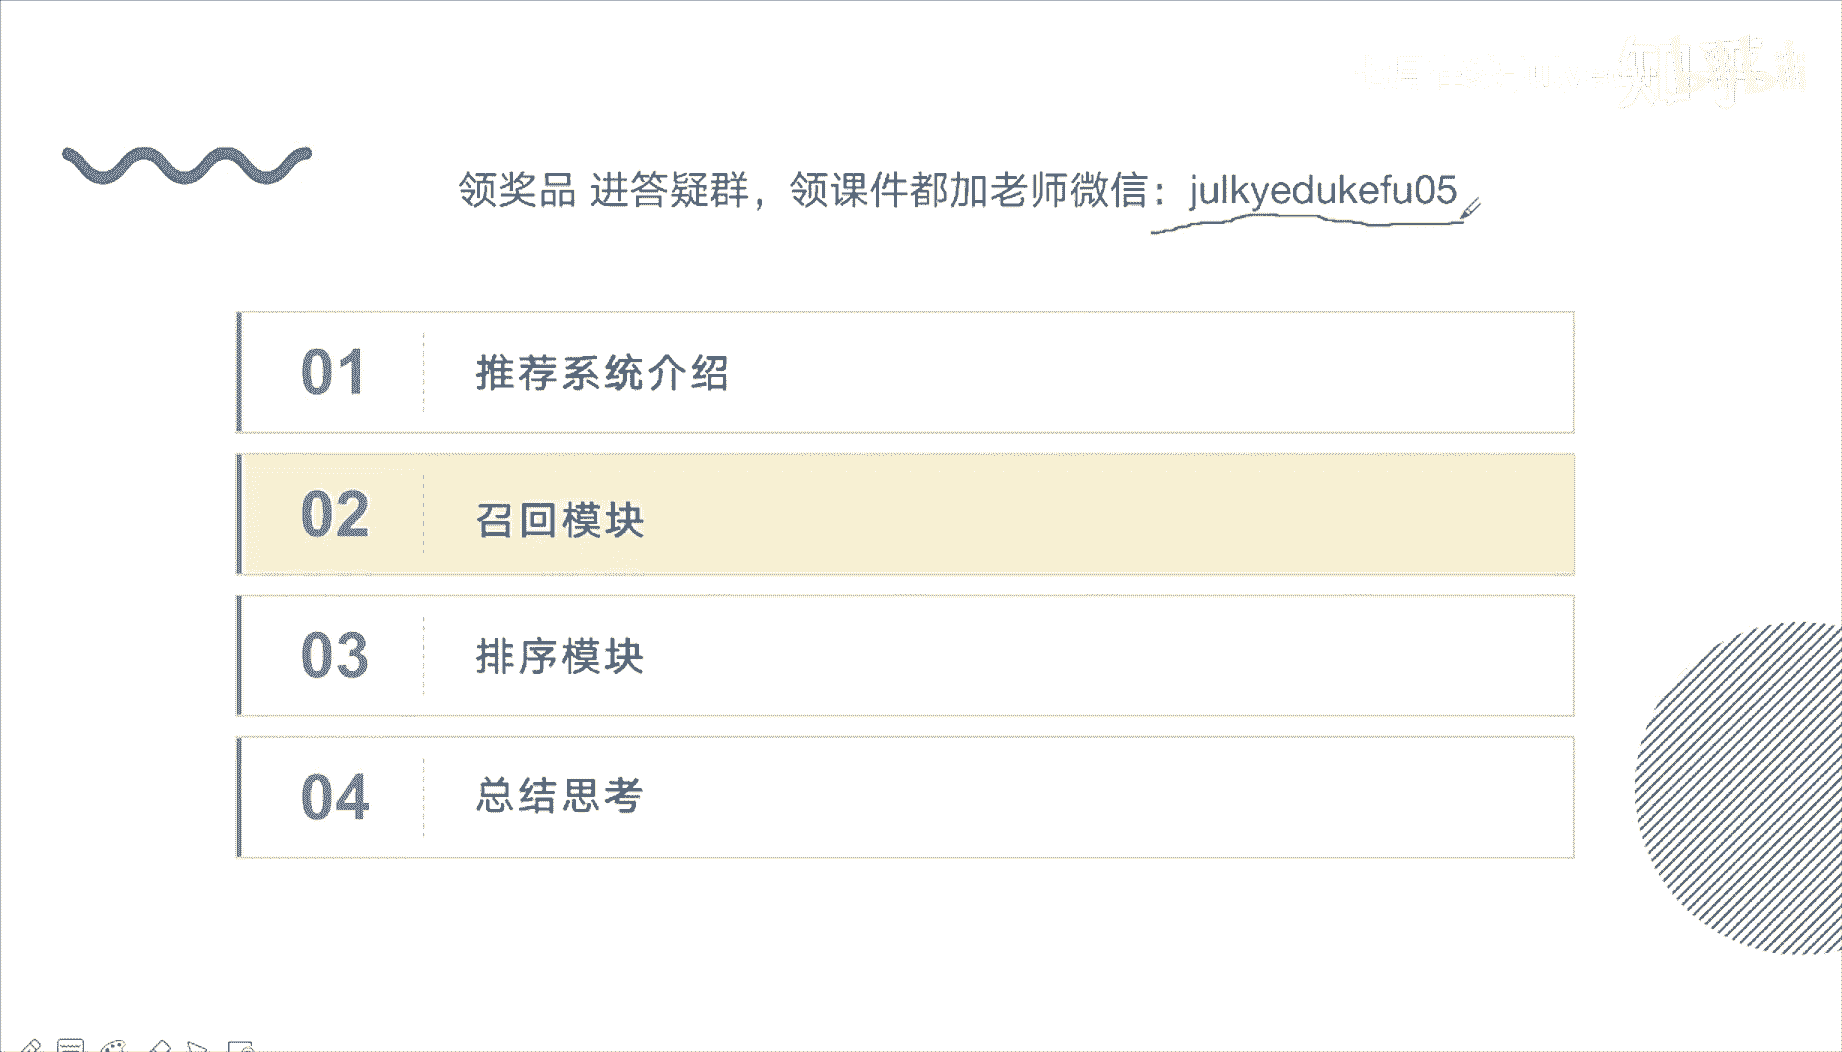 领奖品 进答疑群，领课件都加老师微信：julkyedukefu05
01 推荐系统介绍
02 召回模块
03 排序模块
04 总结思考